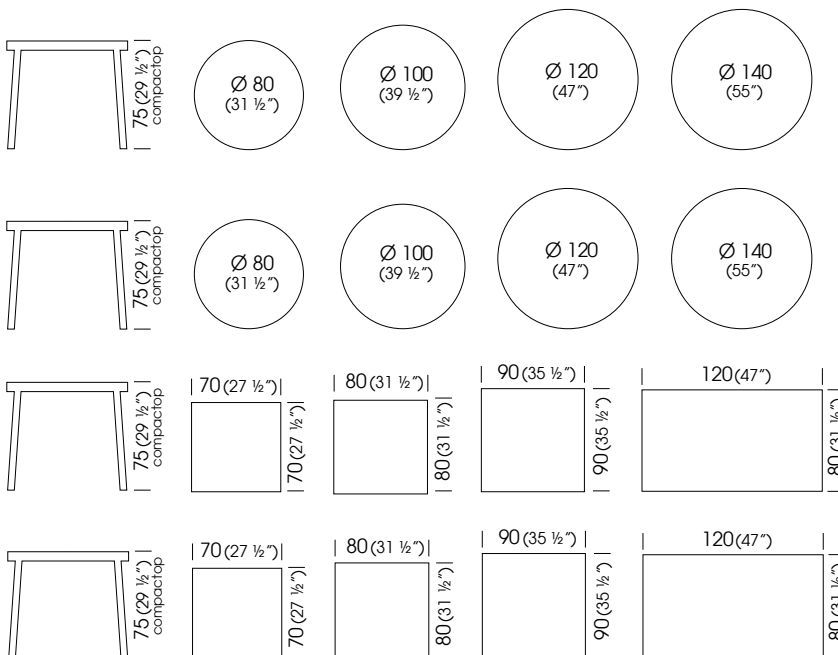 75 (29 ½”)
compactop
Ø 80
(31 ½”)
Ø 100
(39 ½”)
Ø 120
(47”)
Ø 140
(55”)
75 (29 ½”)
compactop
Ø 80
(31 ½”)
Ø 100
(39 ½”)
Ø 120
(47”)
Ø 140
(55”)
75 (29 ½”)
compactop
70 (27 ½”)
70 (27 ½”)
80 (31 ½”)
80 (31 ½”)
90 (35 ½”)
90 (35 ½”)
120 (47”)
80 (31 ½”)
75 (29 ½”)
compactop
70 (27 ½”)
70 (27 ½”)
80 (31 ½”)
80 (31 ½”)
90 (35 ½”)
90 (35 ½”)
120 (47”)
80 (31 ½”)